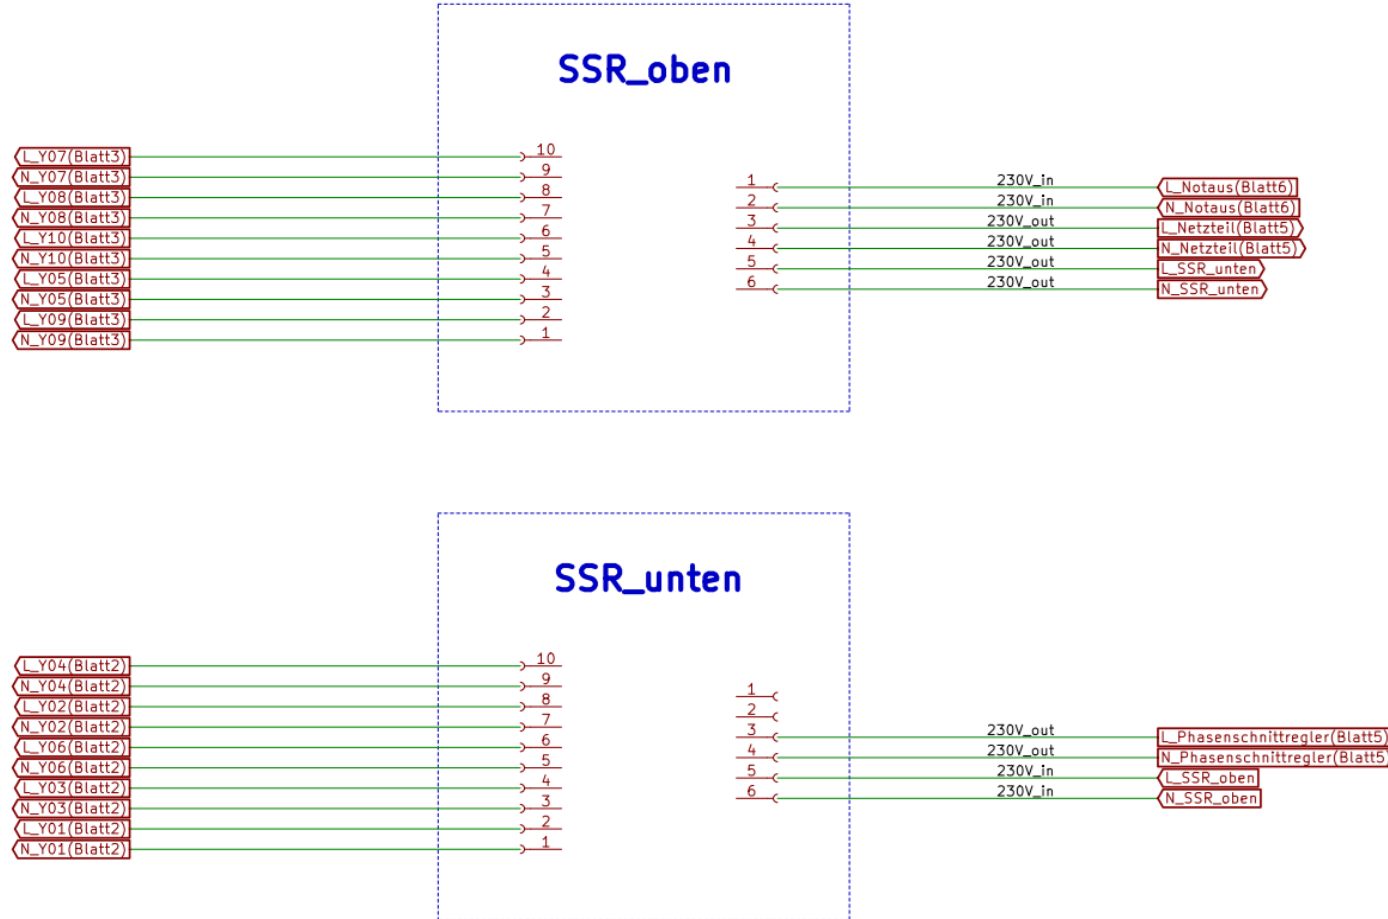 SSR_oben
L_Y07(Blatt3) 10
N_Y07(Blatt3) 9
L_Y08(Blatt3) 8
N_Y08(Blatt3) 7
L_Y10(Blatt3) 6
N_Y10(Blatt3) 5
L_Y05(Blatt3) 4
N_Y05(Blatt3) 3
L_Y09(Blatt3) 2
N_Y09(Blatt3) 1
1 230V_in L_Notaus(Blatt6)
2 230V_in N_Notaus(Blatt6)
3 230V_out L_Netzteil(Blatt5)
4 230V_out N_Netzteil(Blatt5)
5 230V_out L_SSR_unten
6 230V_out N_SSR_unten
SSR_unten
L_Y04(Blatt2) 10
N_Y04(Blatt2) 9
L_Y02(Blatt2) 8
N_Y02(Blatt2) 7
L_Y06(Blatt2) 6
N_Y06(Blatt2) 5
L_Y03(Blatt2) 4
N_Y03(Blatt2) 3
L_Y01(Blatt2) 2
N_Y01(Blatt2) 1
1
2
3 230V_out L_Phasenschnittregler(Blatt5)
4 230V_out N_Phasenschnittregler(Blatt5)
5 230V_in L_SSR_oben
6 230V_in N_SSR_oben